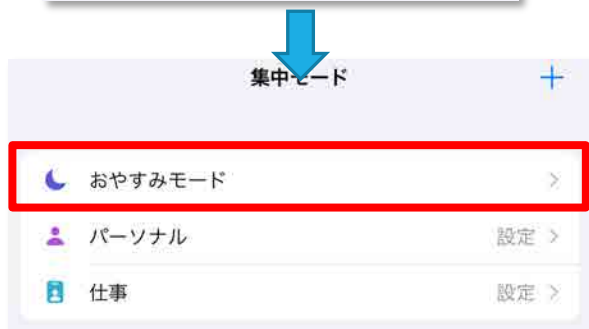 集中モード
おやすみモード
パーソナル 設定
仕事 設定